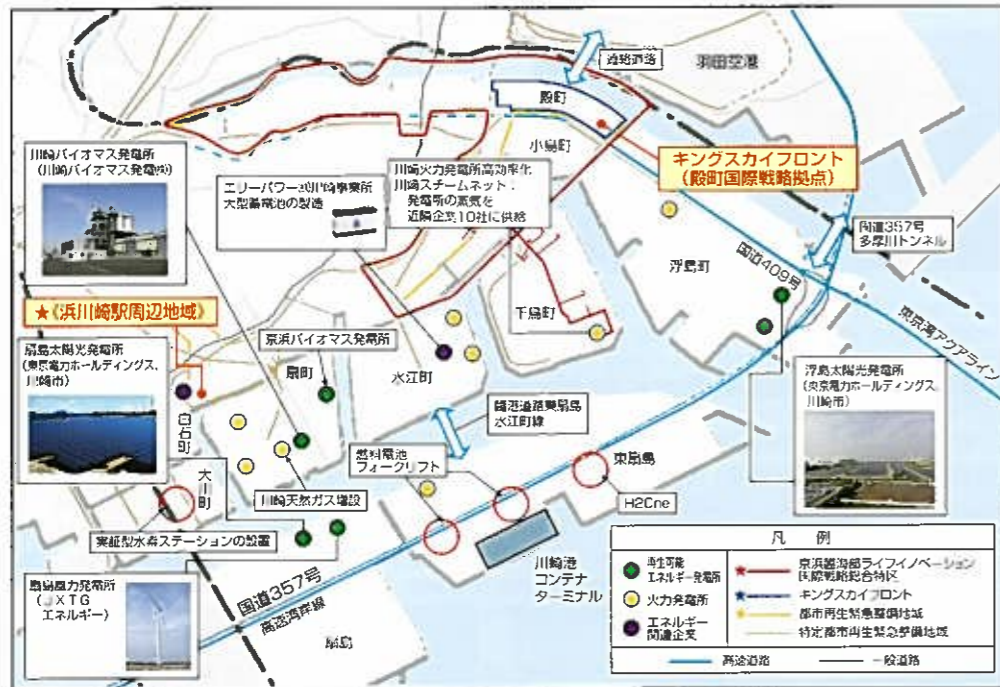 連絡道路
羽田空港
殿町
小島町
川崎バイオマス発電所
(川崎バイオマス発電㈱)
エリーパワー㈱川崎事業所
大型蓄電池の製造
川崎火力発電所高効率化
川崎スチームネット:
発電所の蒸気を
近隣企業10社に供給
キングスカイフロント
(殿町国際戦略拠点)
国道357号
多摩川トンネル
浮島町
国道409号
千鳥町
東京湾アクアライン
★《浜川崎駅周辺地域》
京浜バイオマス発電所
扇島太陽光発電所
(東京電力ホールディングス、
川崎市)
扇町
水江町
白石町
臨港道路東扇島
水江町線
浮島太陽光発電所
(東京電力ホールディングス、
川崎市)
燃料電池
フォークリフト
東扇島
大川町
川崎天然ガス増設
H2One
実証型水素ステーションの設置
川崎港
コンテナ
ターミナル
扇島風力発電所
(JXTG
エネルギー)
国道357号
高速湾岸線
扇島
凡 例
再生可能
エネルギー発電所
火力発電所
エネルギー
関連企業
京浜臨海部ライフイノベーション
国際戦略総合特区
キングスカイフロント
都市再生緊急整備地域
特定都市再生緊急整備地域
高速道路
一般道路